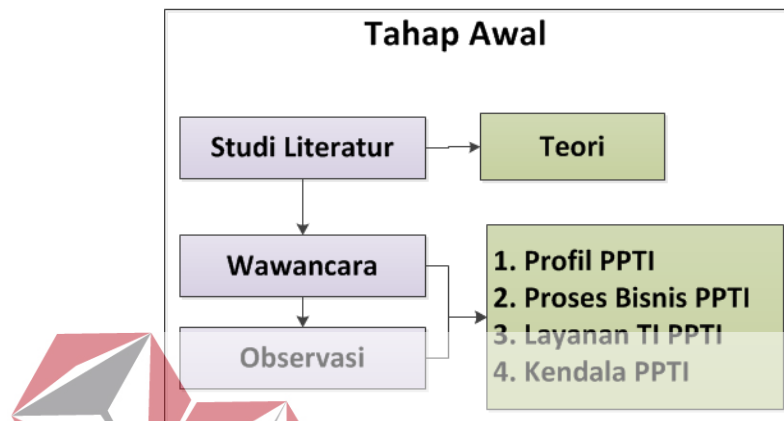 Tahap Awal
Studi Literatur
Teori
Wawancara
Observasi
1. Profil PPTI
2. Proses Bisnis PPTI
3. Layanan TI PPTI
4. Kendala PPTI